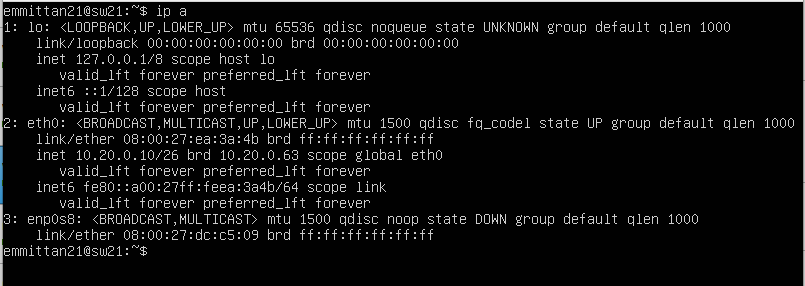 emmittan21@sw21:~$ ip a
1: lo: <LOOPBACK,UP,LOWER_UP> mtu 65536 qdisc noqueue state UNKNOWN group default qlen 1000
    link/loopback 00:00:00:00:00:00 brd 00:00:00:00:00:00
    inet 127.0.0.1/8 scope host lo
       valid_lft forever preferred_lft forever
    inet6 ::1/128 scope host
       valid_lft forever preferred_lft forever
2: eth0: <BROADCAST,MULTICAST,UP,LOWER_UP> mtu 1500 qdisc fq_codel state UP group default qlen 1000
    link/ether 08:00:27:ea:3a:4b brd ff:ff:ff:ff:ff:ff
    inet 10.20.0.10/26 brd 10.20.0.63 scope global eth0
       valid_lft forever preferred_lft forever
    inet6 fe80::a00:27ff:feea:3a4b/64 scope link
       valid_lft forever preferred_lft forever
3: enp0s8: <BROADCAST,MULTICAST> mtu 1500 qdisc noop state DOWN group default qlen 1000
    link/ether 08:00:27:dc:c5:09 brd ff:ff:ff:ff:ff:ff
emmittan21@sw21:~$